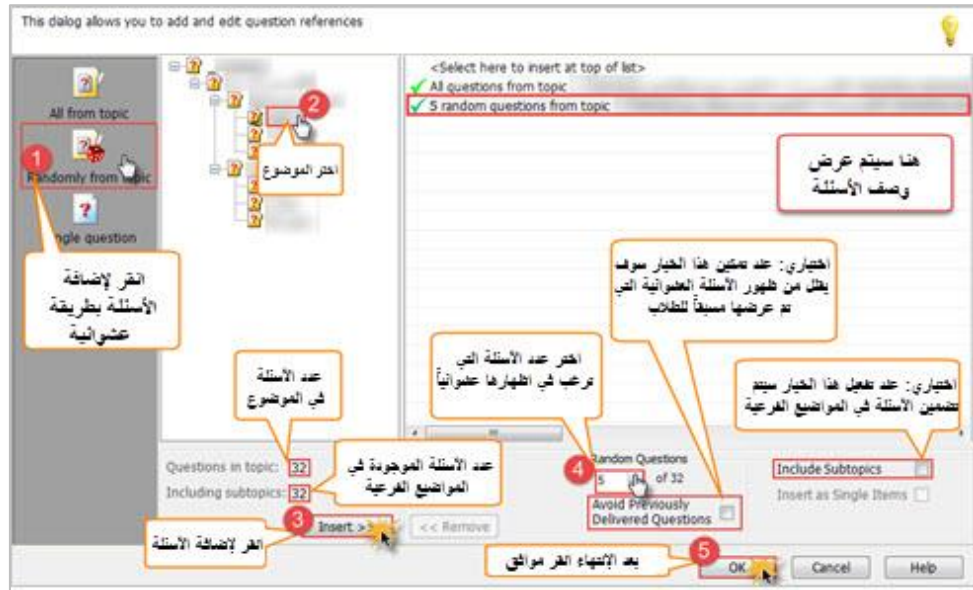 This dialog allows you to add and edit question references
All from topic
Randomly from topic
Single question
1
انقر لإضافة
الأسئلة بطريقة
عشوائية
2
اختر الموضوع
<Select here to insert at top of list>
All questions from topic
5 random questions from topic
هنا سيتم عرض
وصف الأسئلة
اختياري: عند تمكين هذا الخيار سوف
يقلل من ظهور الأسئلة العشوائية التي
تم عرضها مسبقاً للطلاب
اختر عدد الأسئلة التي
ترغب في اظهارها عشوائياً
اختياري: عند تفعيل هذا الخيار سيتم
تضمين الأسئلة في المواضيع الفرعية
عدد الأسئلة
في الموضوع
عدد الأسئلة الموجودة في
المواضيع الفرعية
Questions in topic: 32
Including subtopics: 32
4
Random Questions
5 of 32
Avoid Previously
Delivered Questions
Include Subtopics
Insert as Single Items
3
Insert >>
<< Remove
انقر لإضافة الأسئلة
بعد الإنتهاء انقر موافق
5
OK
Cancel
Help